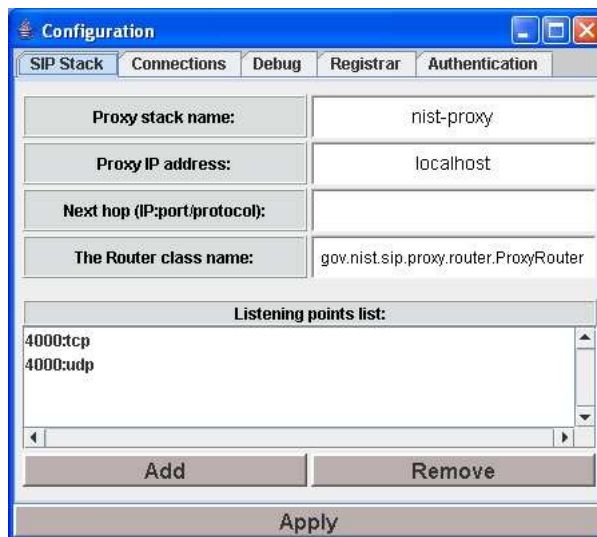 Configuration
SIP Stack Connections Debug Registrar Authentication
Proxy stack name: nist-proxy
Proxy IP address: localhost
Next hop (IP:port/protocol):
The Router class name: gov.nist.sip.proxy.router.ProxyRouter
Listening points list:
4000:tcp
4000:udp
Add Remove
Apply